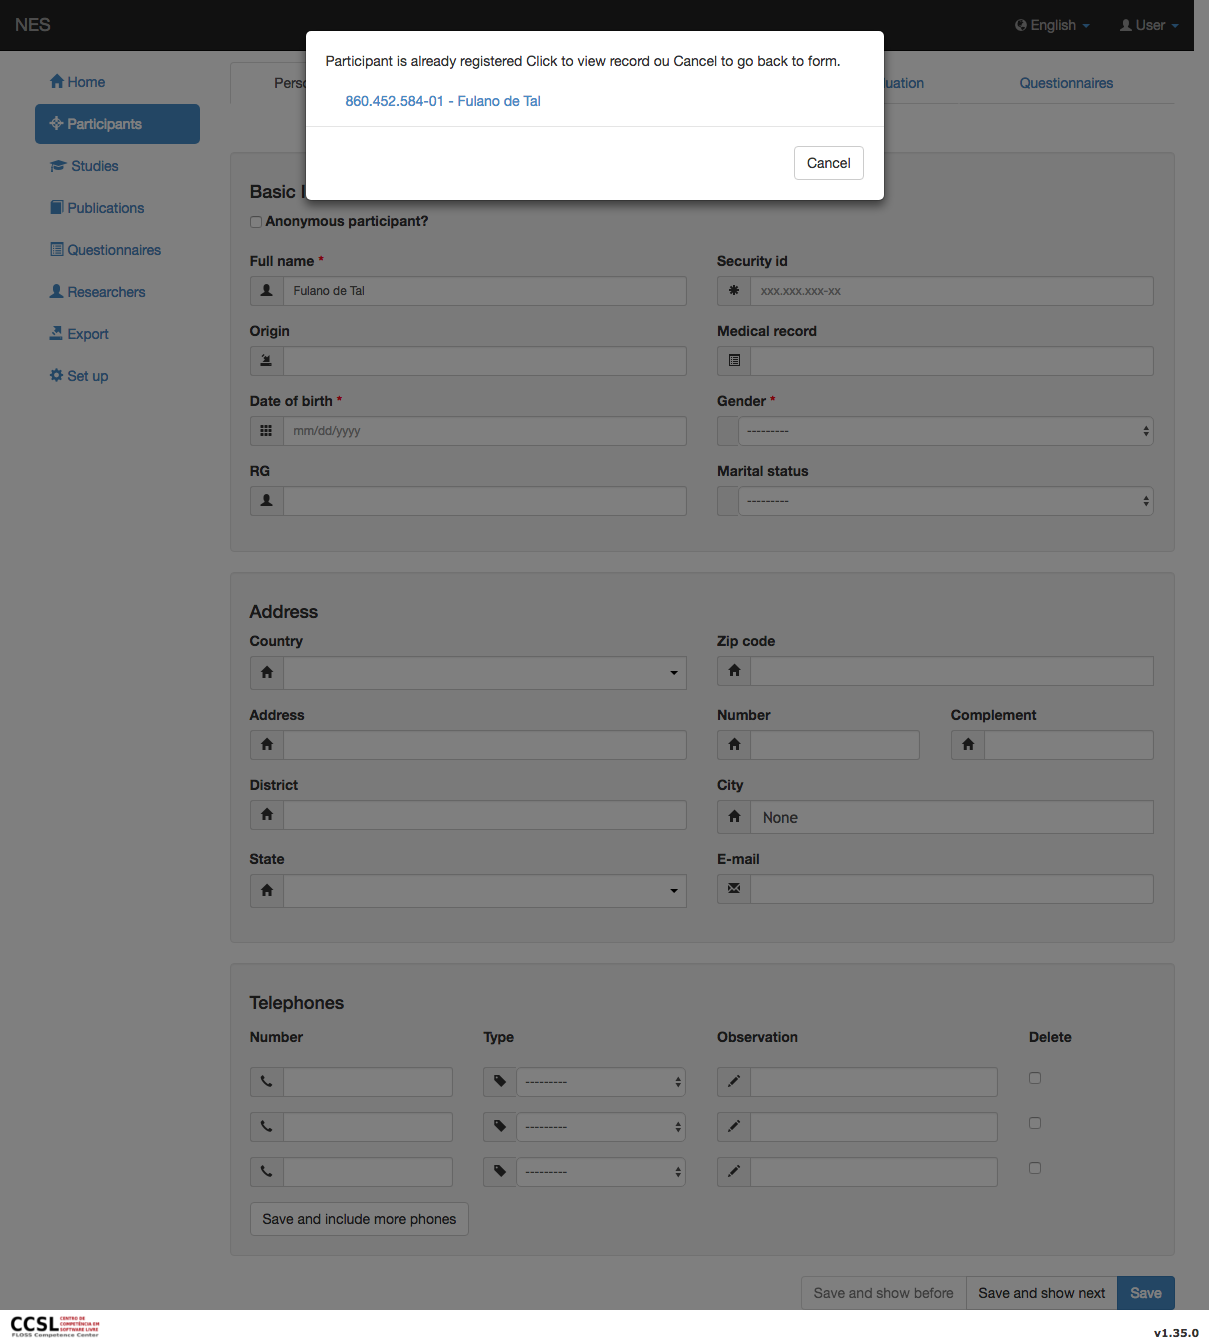 NES
English
User
Participant is already registered Click to view record ou Cancel to go back to form.
860.452.584-01 - Fulano de Tal
Cancel
Home
Participants
Studies
Publications
Questionnaires
Researchers
Export
Set up
Questionnaires
Basic
Anonymous participant?
Full name *
Security id
Fulano de Tal
xxx.xxx.xxx-xx
Origin
Medical record
Date of birth *
Gender *
mm/dd/yyyy
---------
RG
Marital status
---------
Address
Country
Zip code
Address
Number
Complement
District
City
None
State
E-mail
Telephones
Number
Type
Observation
Delete
---------
---------
---------
Save and include more phones
Save and show before
Save and show next
Save
CCSL
CENTRO DE
COMPETÊNCIA EM
SOFTWARE LIVRE
FLOSS Competence Center
v1.35.0